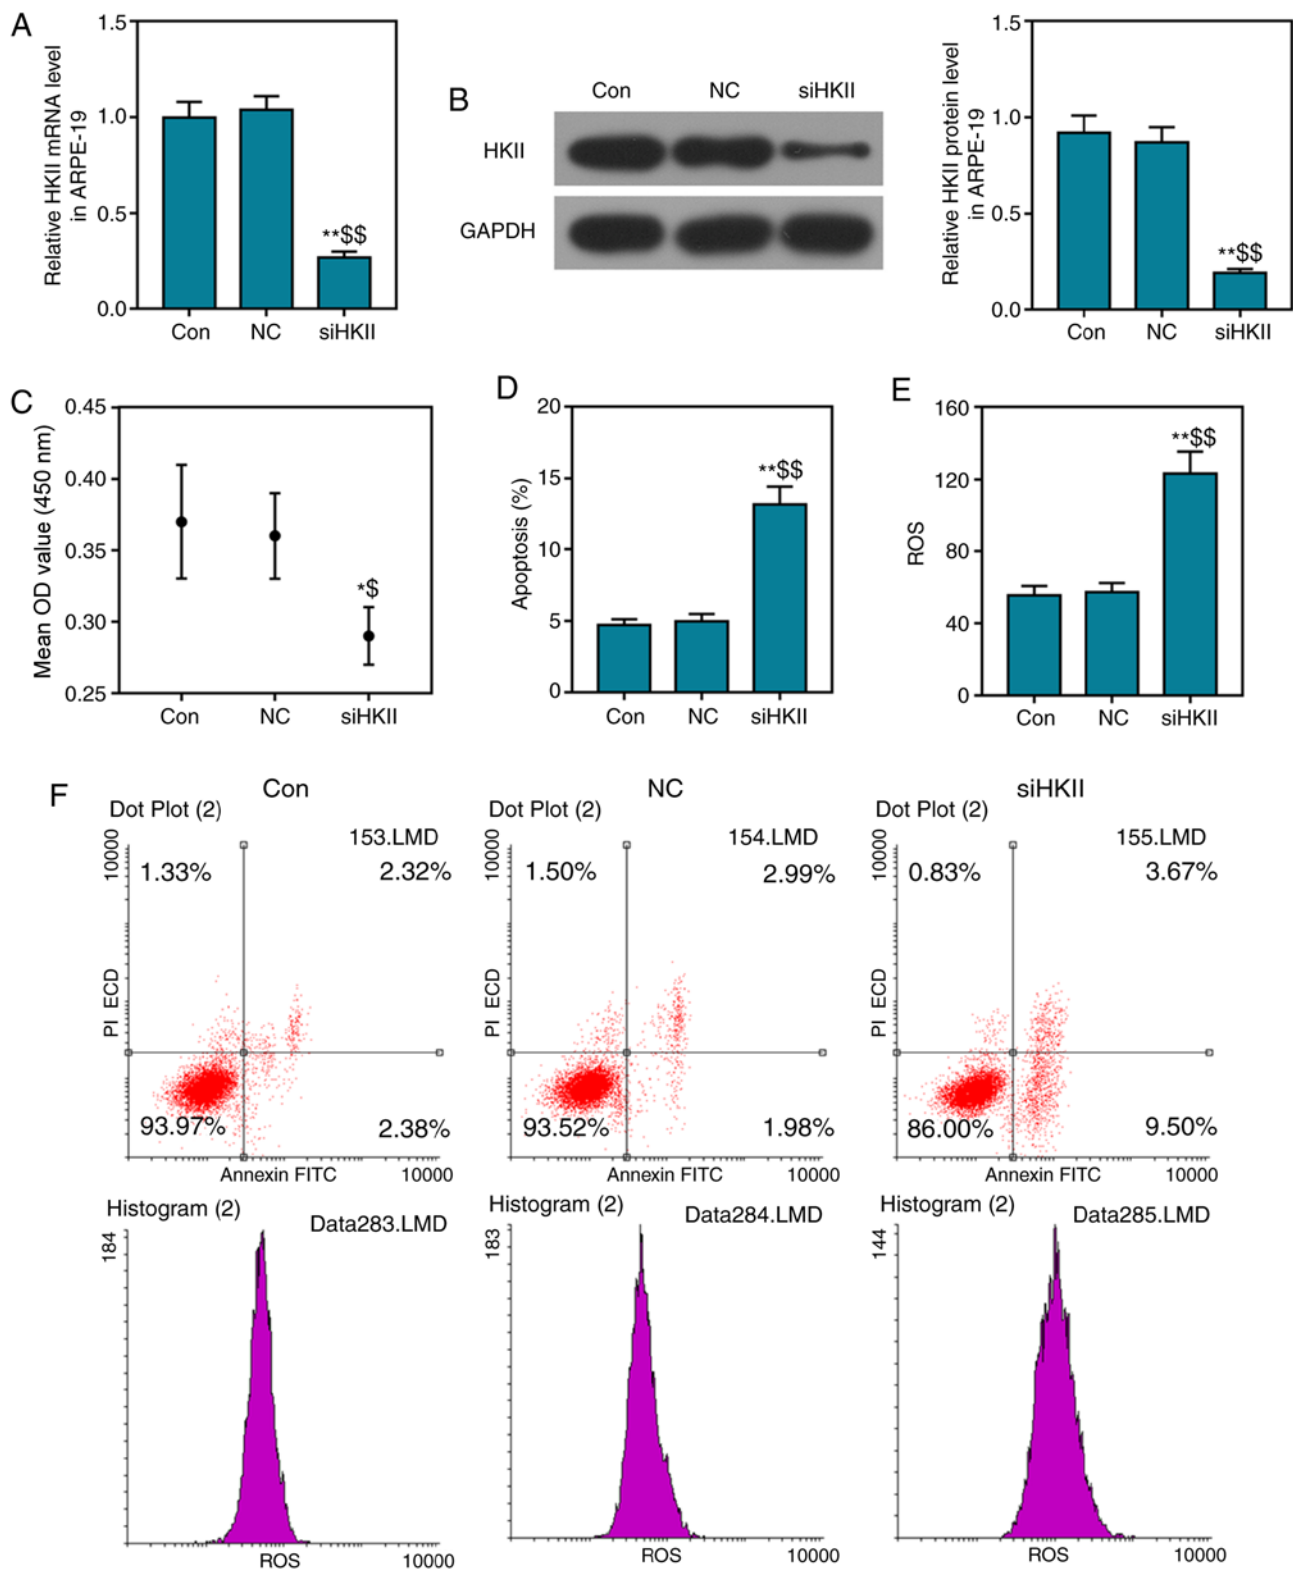 A
1.5
1.0
0.5
0.0
Relative HKII mRNA level
in ARPE-19
**$$
Con NC siHKII
B
Con NC siHKII
HKII
GAPDH
1.5
1.0
0.5
0.0
Relative HKII protein level
in ARPE-19
**$$
Con NC siHKII
C
0.45
0.40
0.35
0.30
0.25
Mean OD value (450 nm)
*$
Con NC siHKII
D
20
15
10
5
0
Apoptosis (%)
**$$
Con NC siHKII
E
160
120
80
40
0
ROS
**$$
Con NC siHKII
F
Con
Dot Plot (2)
153.LMD
10000
1.33% 2.32%
PI ECD
93.97% 2.38%
Annexin FITC 10000
NC
Dot Plot (2)
154.LMD
10000
1.50% 2.99%
PI ECD
93.52% 1.98%
Annexin FITC 10000
siHKII
Dot Plot (2)
155.LMD
10000
0.83% 3.67%
PI ECD
86.00% 9.50%
Annexin FITC 10000
Histogram (2)
Data283.LMD
184
ROS 10000
Histogram (2)
Data284.LMD
183
ROS 10000
Histogram (2)
Data285.LMD
144
ROS 10000